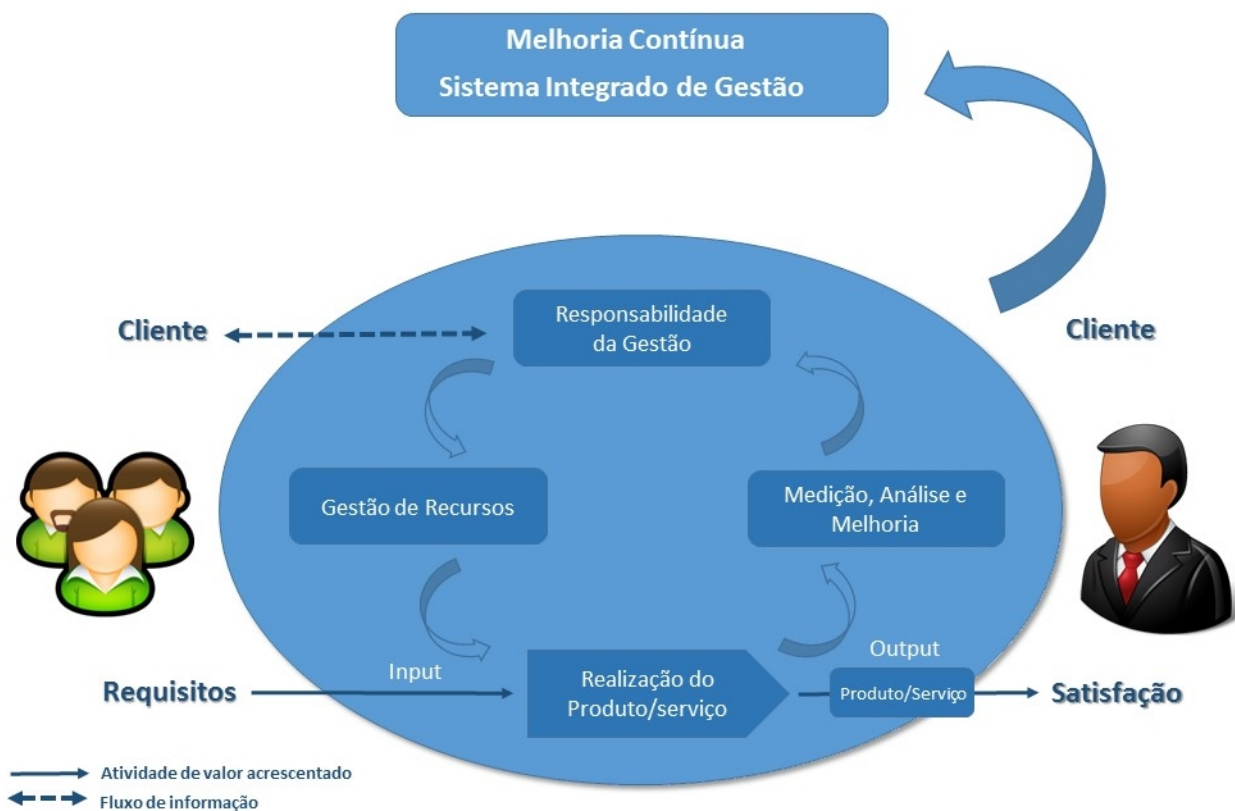 Melhoria Contínua
Sistema Integrado de Gestão
Cliente
Responsabilidade
da Gestão
Cliente
Gestão de Recursos
Medição, Análise e
Melhoria
Requisitos
Input
Realização do
Produto/serviço
Output
Produto/Serviço
Satisfação
Atividade de valor acrescentado
Fluxo de informação